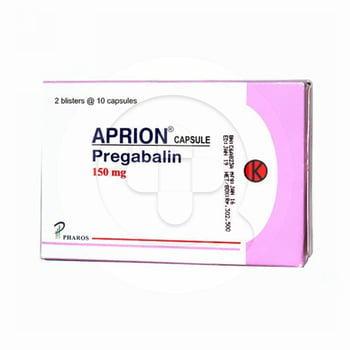 2 blisters @ 10 capsules
APRION® CAPSULE
Pregabalin
150 mg
K
PHAROS